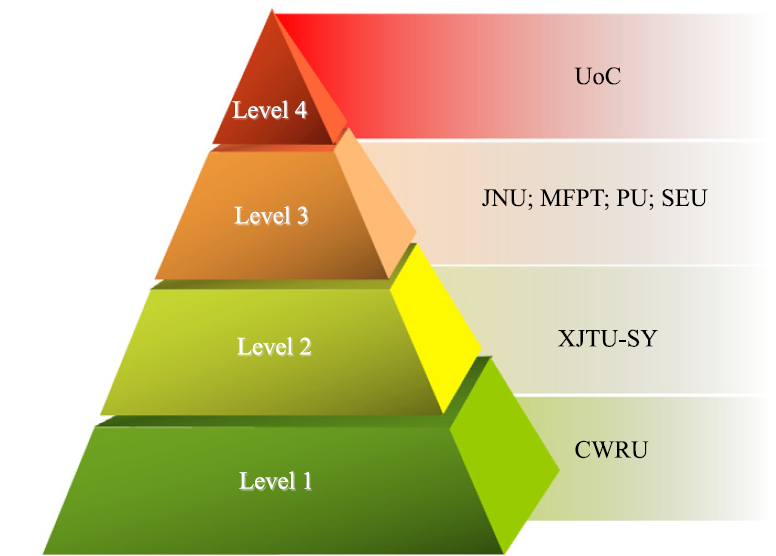 Level 4
UoC
Level 3
JNU; MFPT; PU; SEU
Level 2
XJTU-SY
Level 1
CWRU